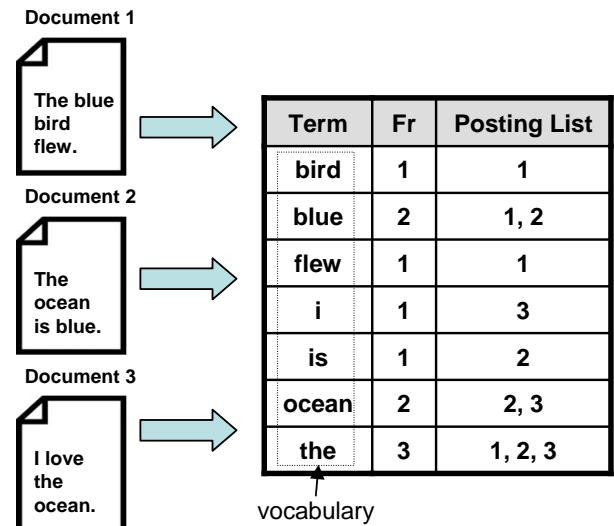 Document 1
The blue
bird
flew.
Document 2
The
ocean
is blue.
Document 3
I love
the
ocean.
Term Fr Posting List
bird 1 1
blue 2 1, 2
flew 1 1
i 1 3
is 1 2
ocean 2 2, 3
the 3 1, 2, 3
vocabulary